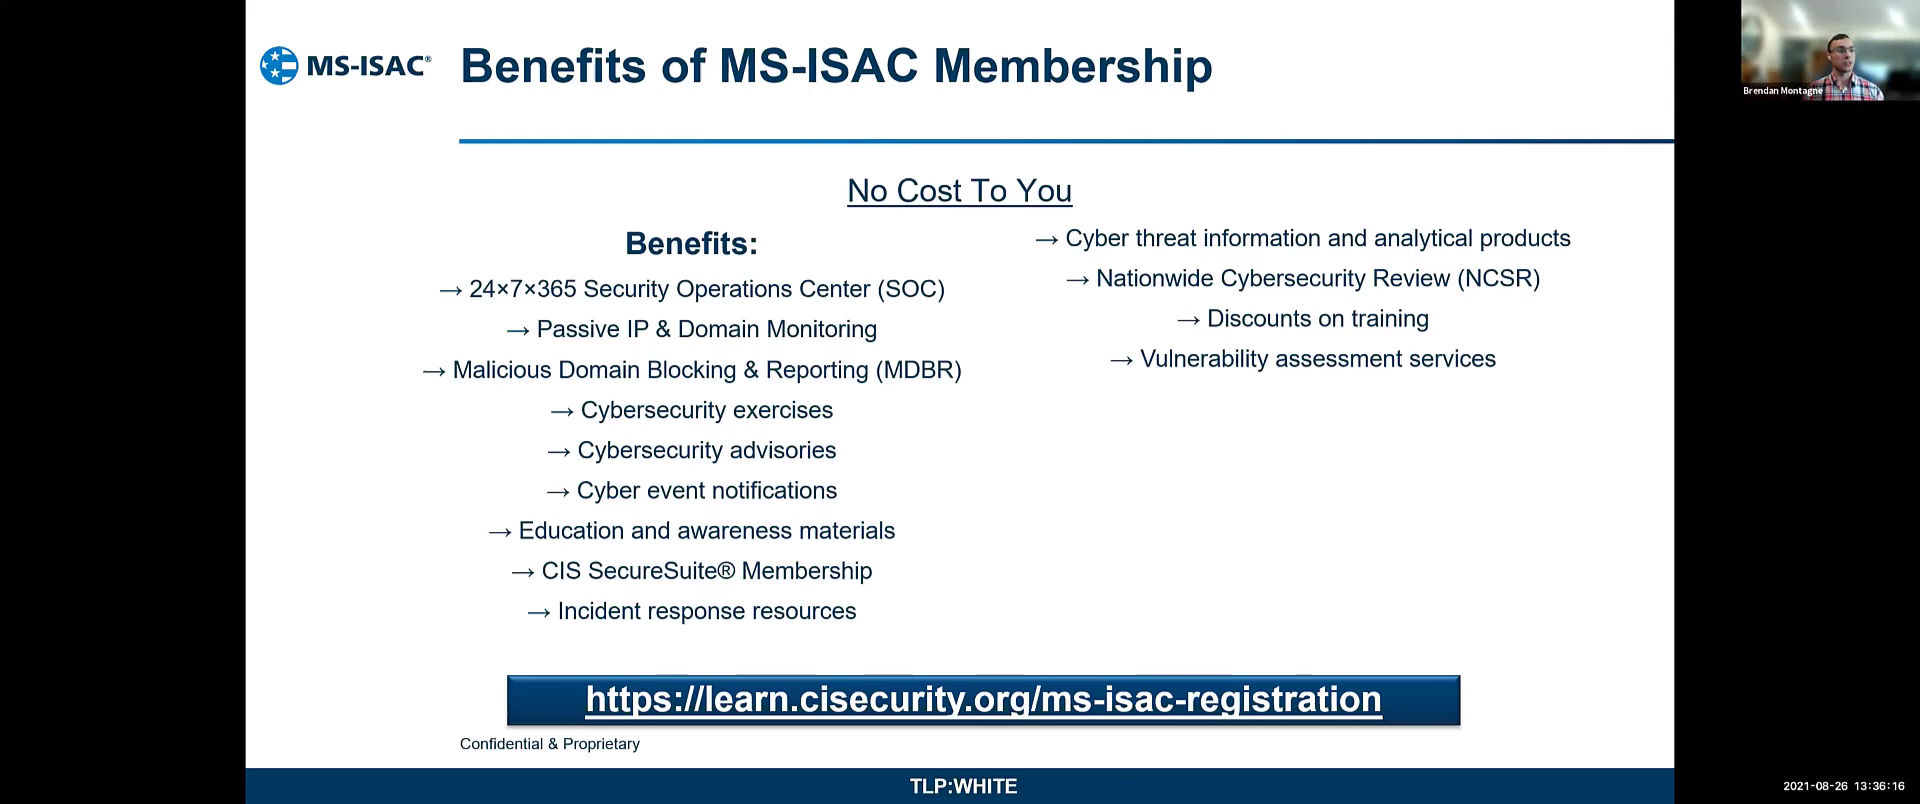 MS-ISAC®
Benefits of MS-ISAC Membership
Brendan Montagne
No Cost To You
Benefits:
→ 24×7×365 Security Operations Center (SOC)
→ Passive IP & Domain Monitoring
→ Malicious Domain Blocking & Reporting (MDBR)
→ Cybersecurity exercises
→ Cybersecurity advisories
→ Cyber event notifications
→ Education and awareness materials
→ CIS SecureSuite® Membership
→ Incident response resources
→ Cyber threat information and analytical products
→ Nationwide Cybersecurity Review (NCSR)
→ Discounts on training
→ Vulnerability assessment services
https://learn.cisecurity.org/ms-isac-registration
Confidential & Proprietary
TLP:WHITE
2021-08-26 13:36:16